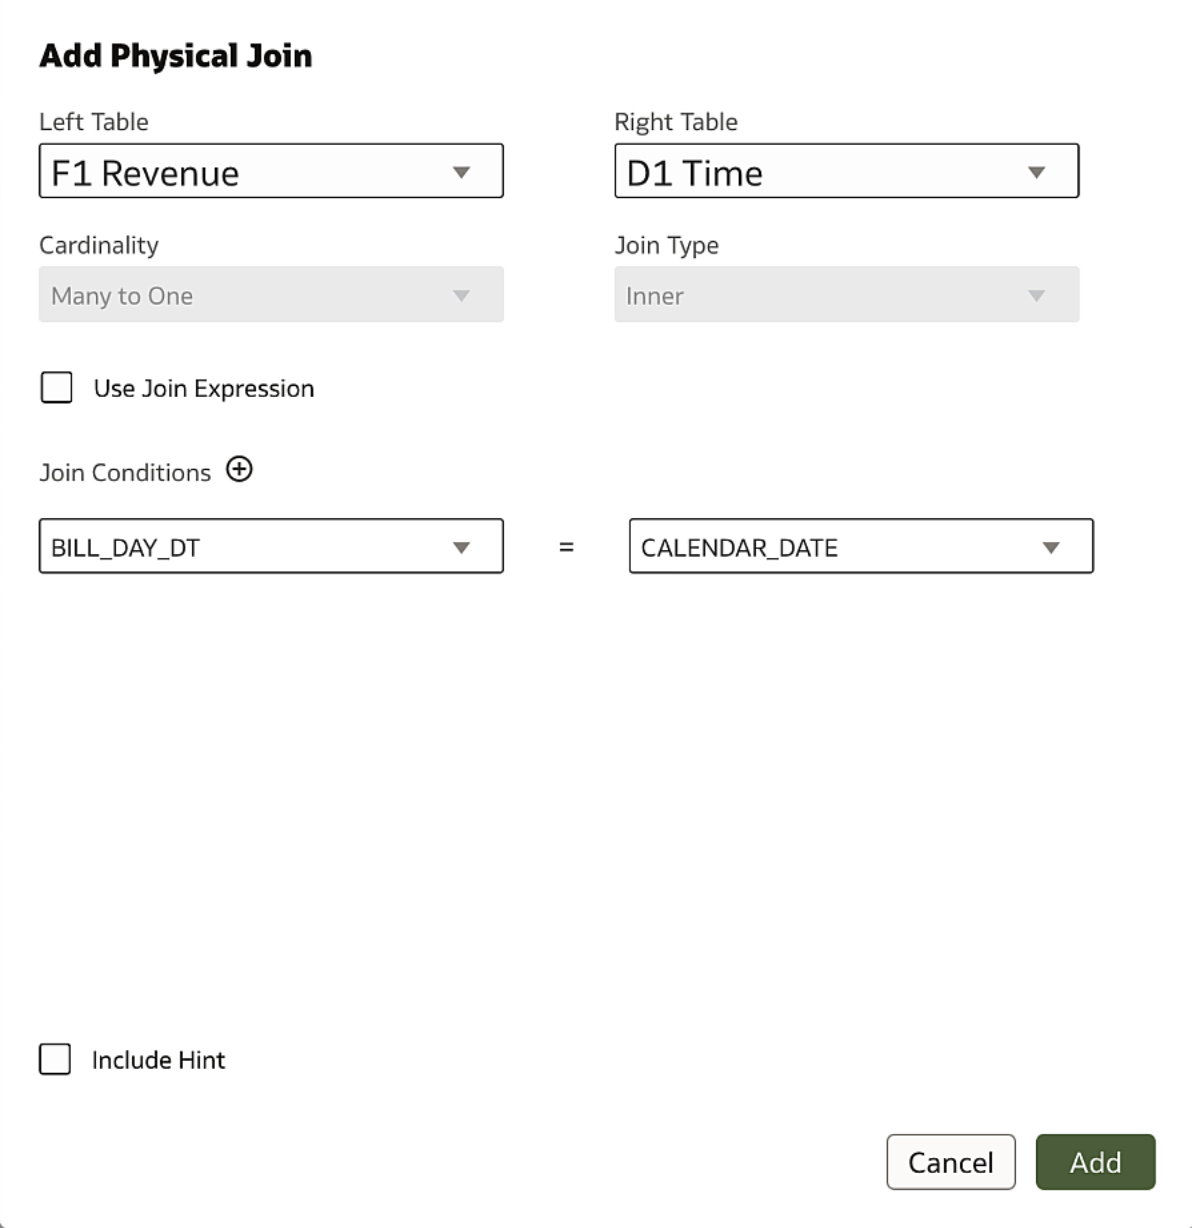 Add Physical Join
Left Table Right Table
F1 Revenue D1 Time
Cardinality Join Type
Many to One Inner
Use Join Expression
Join Conditions
BILL_DAY_DT = CALENDAR_DATE
Include Hint
Cancel Add